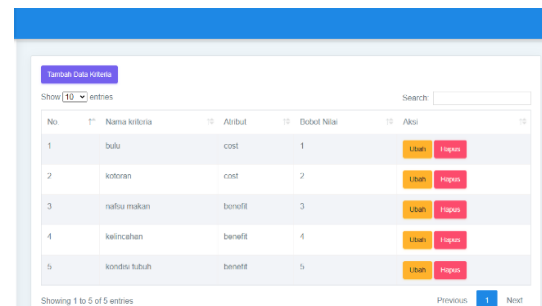 Tambah Data Kriteria
Show 10 entries
Search:
No. Nama kriteria Atribut Bobot Nilai Aksi
1 bulu cost 1 Ubah Hapus
2 kotoran cost 2 Ubah Hapus
3 nafsu makan benefit 3 Ubah Hapus
4 kelincahan benefit 4 Ubah Hapus
5 kondisi tubuh benefit 5 Ubah Hapus
Showing 1 to 5 of 5 entries
Previous 1 Next